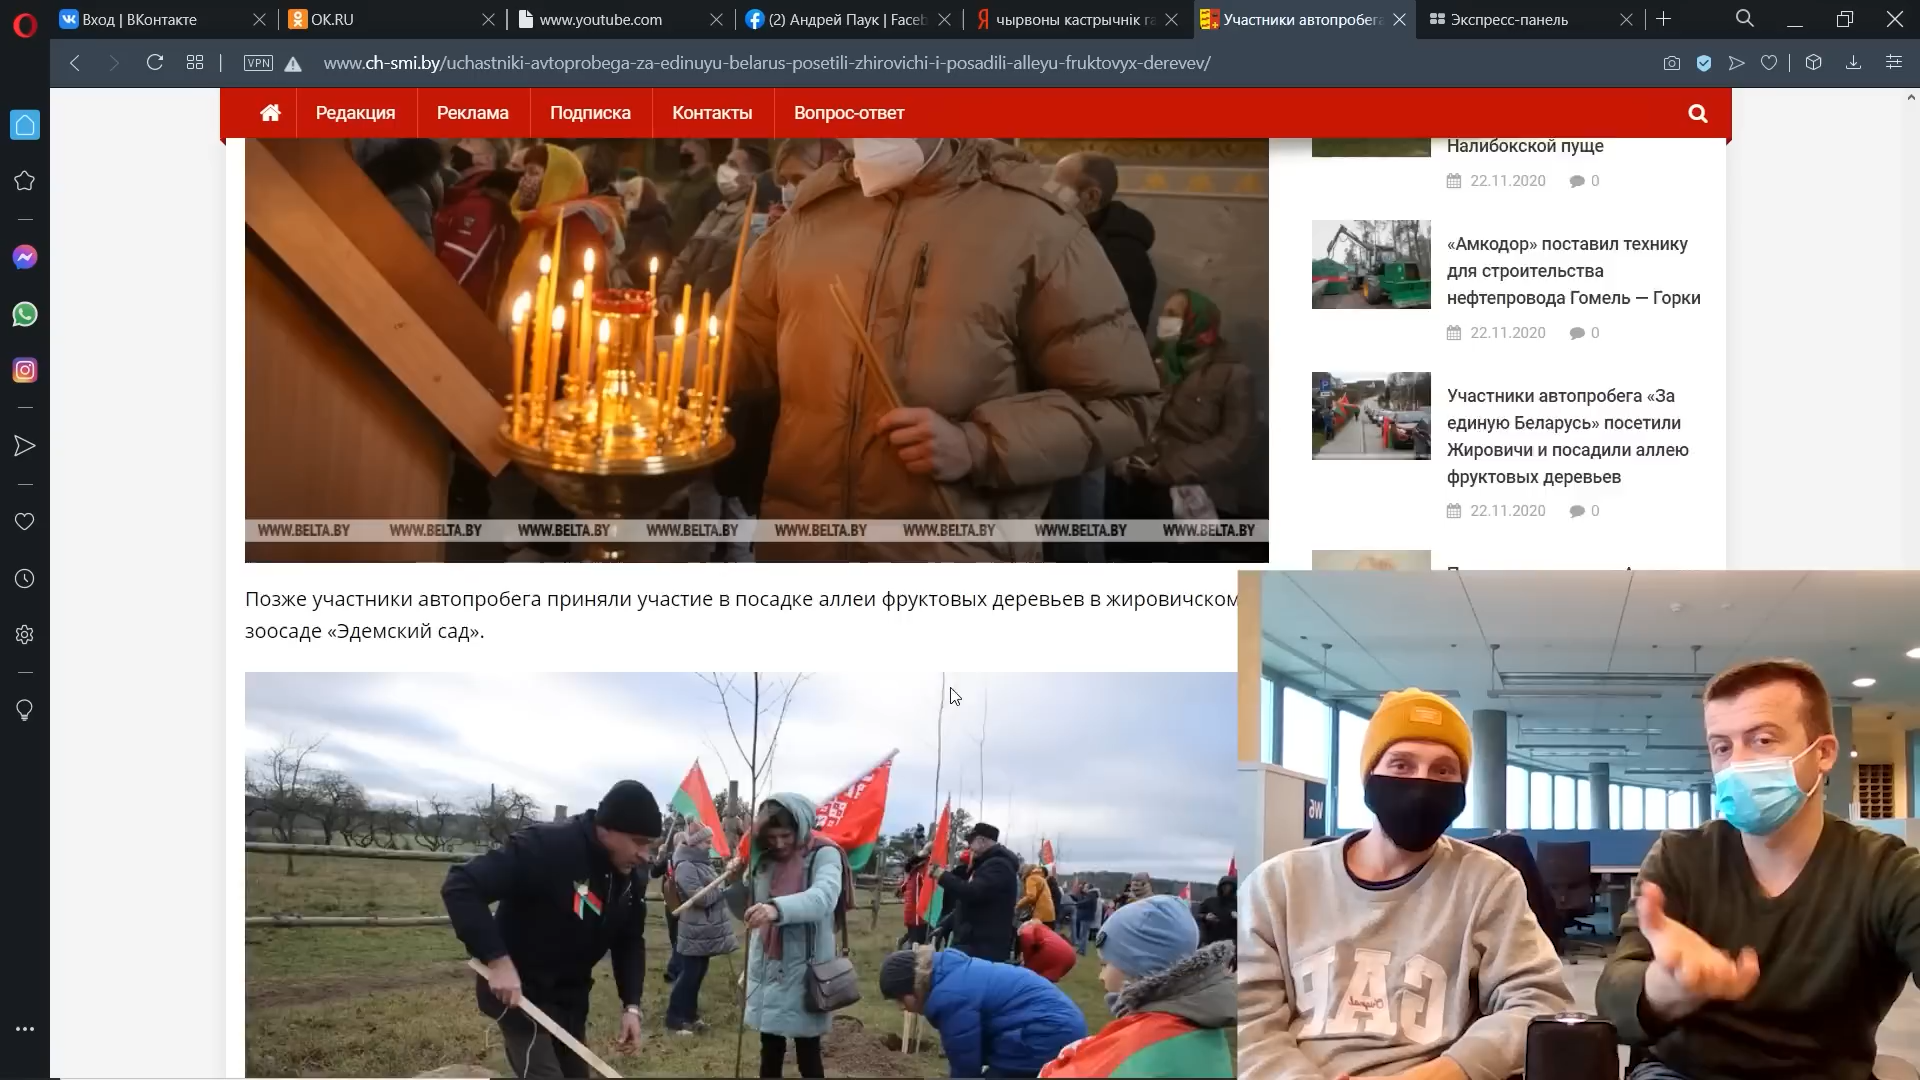 Вход | ВКонтакте
OK.RU
www.youtube.com
(2) Андрей Паук | Faceb
чырвоны кастрычнік га
Участники автопробега
Экспресс-панель
VPN
www.ch-smi.by/uchastniki-avtoprobega-za-edinuyu-belarus-posetili-zhirovichi-i-posadili-alleyu-fruktovyx-derevev/
Редакция
Реклама
Подписка
Контакты
Вопрос-ответ
WWW.BELTA.BY WWW.BELTA.BY WWW.BELTA.BY WWW.BELTA.BY WWW.BELTA.BY WWW.BELTA.BY WWW.BELTA.BY WWW.BELTA.BY
Позже участники автопробега приняли участие в посадке аллеи фруктовых деревьев в жировичском
зоосаде «Эдемский сад».
Налибокской пуще
22.11.2020 0
«Амкодор» поставил технику
для строительства
нефтепровода Гомель — Горки
22.11.2020 0
Участники автопробега «За
единую Беларусь» посетили
Жировичи и посадили аллею
фруктовых деревьев
22.11.2020 0
W6
GAP
Original